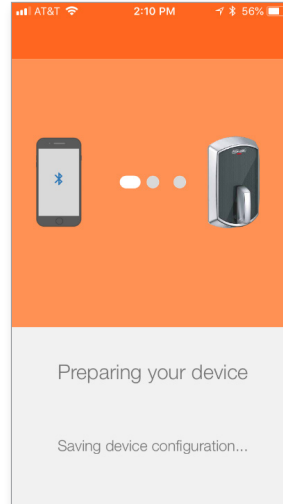 AT&T 2:10 PM 56%
Preparing your device
Saving device configuration...